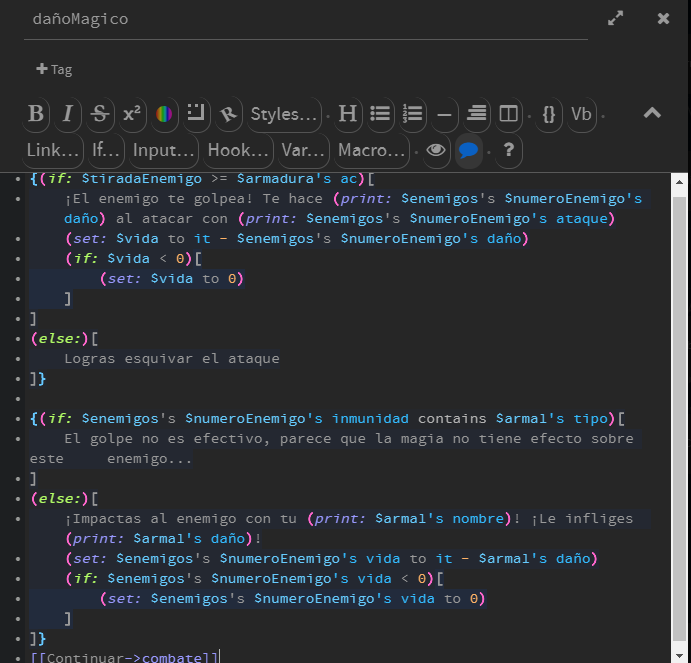 dañoMagico
+ Tag
B I S x² Styles... H {} Vb
Link... If... Input... Hook... Var... Macro... ?
{(if: $tiradaEnemigo >= $armadura's ac)[
¡El enemigo te golpea! Te hace (print: $enemigos's $numeroEnemigo's
daño) al atacar con (print: $enemigos's $numeroEnemigo's ataque)
(set: $vida to it - $enemigos's $numeroEnemigo's daño)
(if: $vida < 0)[
(set: $vida to 0)
]
]
(else:)[
Logras esquivar el ataque
]}
{(if: $enemigos's $numeroEnemigo's inmunidad contains $armal's tipo)[
El golpe no es efectivo, parece que la magia no tiene efecto sobre
este enemigo...
]
(else:)[
¡Impactas al enemigo con tu (print: $armal's nombre)! ¡Le infliges
(print: $armal's daño)!
(set: $enemigos's $numeroEnemigo's vida to it - $armal's daño)
(if: $enemigos's $numeroEnemigo's vida < 0)[
(set: $enemigos's $numeroEnemigo's vida to 0)
]
]}
[[Continuar->combate]]